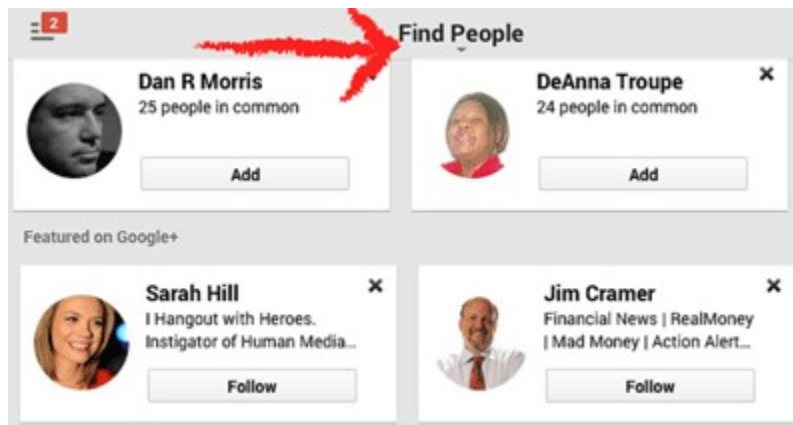 2
Find People
Dan R Morris
25 people in common
Add
DeAnna Troupe
24 people in common
Add
Featured on Google+
Sarah Hill
I Hangout with Heroes.
Instigator of Human Media...
Follow
Jim Cramer
Financial News | RealMoney
| Mad Money | Action Alert...
Follow